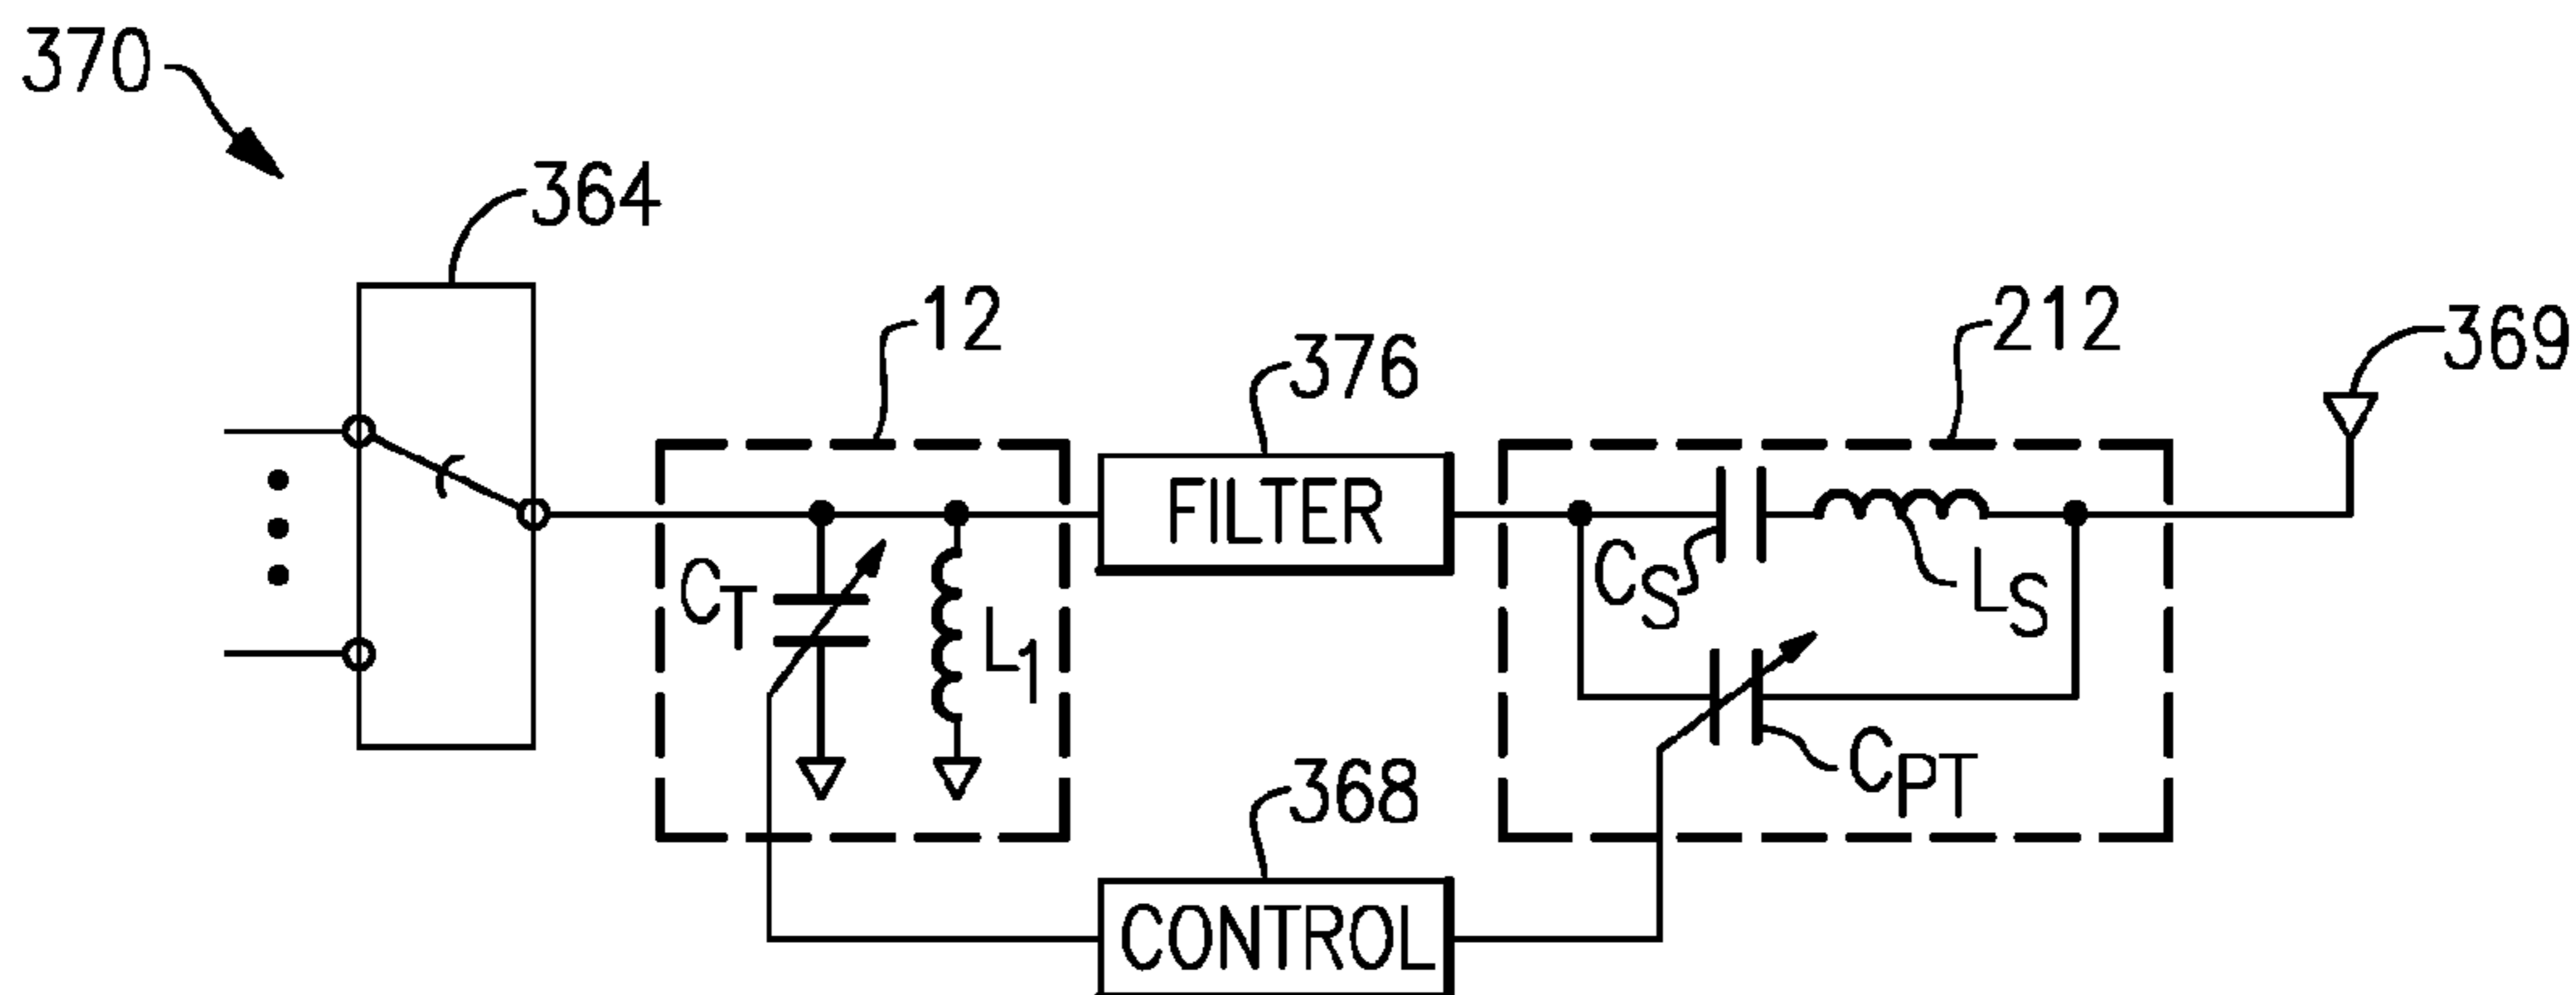 370
364
12
376
212
369
FILTER
CT
L1
CS
LS
CPT
368
CONTROL